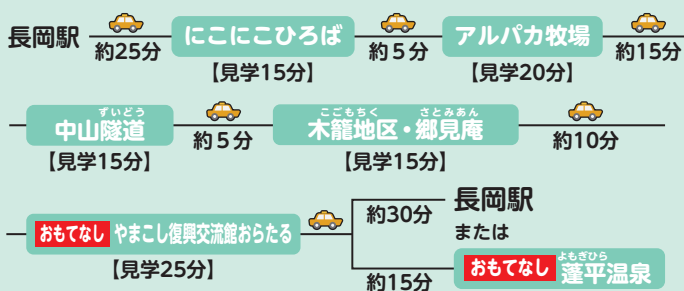 長岡駅 約25分 にこにこひろば 約5分 アルパカ牧場 約15分
【見学15分】 【見学20分】
ずいどう こごもちく さとみあん
中山隧道 約5分 木籠地区・郷見庵 約10分
【見学15分】 【見学15分】
おもてなし やまこし復興交流館おらたる 約30分 長岡駅
または
【見学25分】
よもぎひら
約15分 おもてなし 蓬平温泉